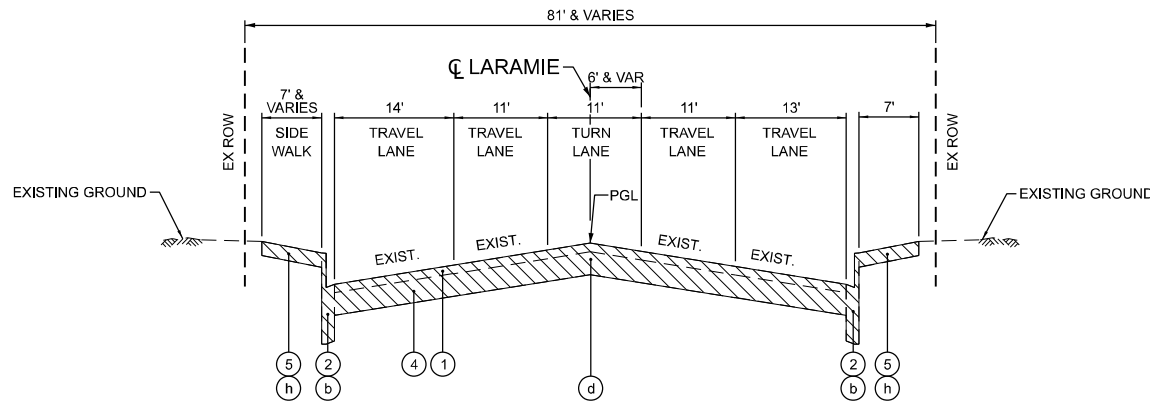 81' & VARIES
℄ LARAMIE
6' & VAR
7' &
VARIES
14'
11'
11'
11'
13'
7'
SIDE
WALK
TRAVEL
LANE
TRAVEL
LANE
TURN
LANE
TRAVEL
LANE
TRAVEL
LANE
EX ROW
EX ROW
EXISTING GROUND
PGL
EXISTING GROUND
EXIST.
EXIST.
EXIST.
EXIST.
5
2
4
1
d
2
5
h
b
b
h